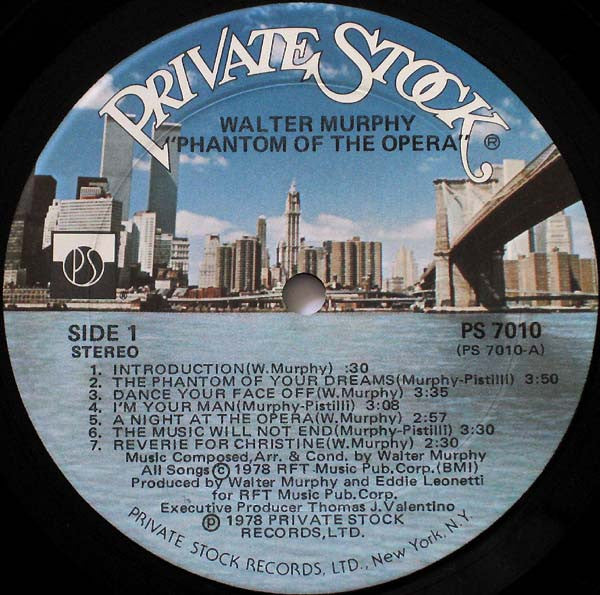 PRIVATE STOCK
WALTER MURPHY
"PHANTOM OF THE OPERA" ®
PS
SIDE 1
STEREO
PS 7010
(PS 7010-A)
1. INTRODUCTION(W.Murphy) :30
2. THE PHANTOM OF YOUR DREAMS(Murphy-Pistilli) 3:50
3. DANCE YOUR FACE OFF(W.Murphy) 3:35
4. I'M YOUR MAN(Murphy-Pistilli) 3:08
5. A NIGHT AT THE OPERA(W.Murphy) 2:57
6. THE MUSIC WILL NOT END(Murphy-Pistilli) 3:30
7. REVERIE FOR CHRISTINE(W.Murphy) 2:30
Music Composed,Arr. & Cond. by Walter Murphy
All Songs © 1978 RFT Music Pub.Corp.(BMI)
Produced by Walter Murphy and Eddie Leonetti
for RFT Music Pub.Corp.
Executive Producer Thomas J.Valentino
℗ 1978 PRIVATE STOCK
RECORDS,LTD.
PRIVATE STOCK RECORDS, LTD., New York, N.Y.